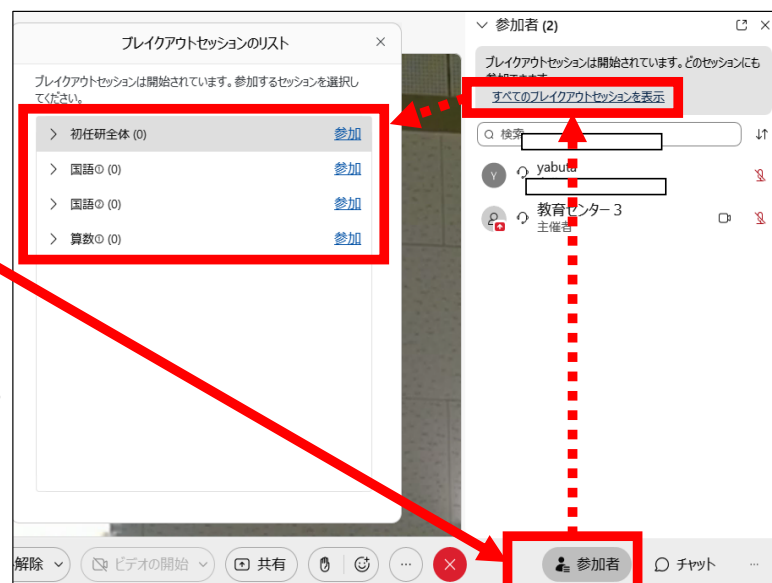 ブレイクアウトセッションのリスト
ブレイクアウトセッションは開始されています。参加するセッションを選択し
てください。
初任研全体 (0) 参加
国語① (0) 参加
国語② (0) 参加
算数① (0) 参加
参加者 (2)
ブレイクアウトセッションは開始されています。どのセッションにも
すべてのブレイクアウトセッションを表示
検索
Y yabuta
教育センター３
主催者
解除 ビデオの開始 共有 参加者 チャット